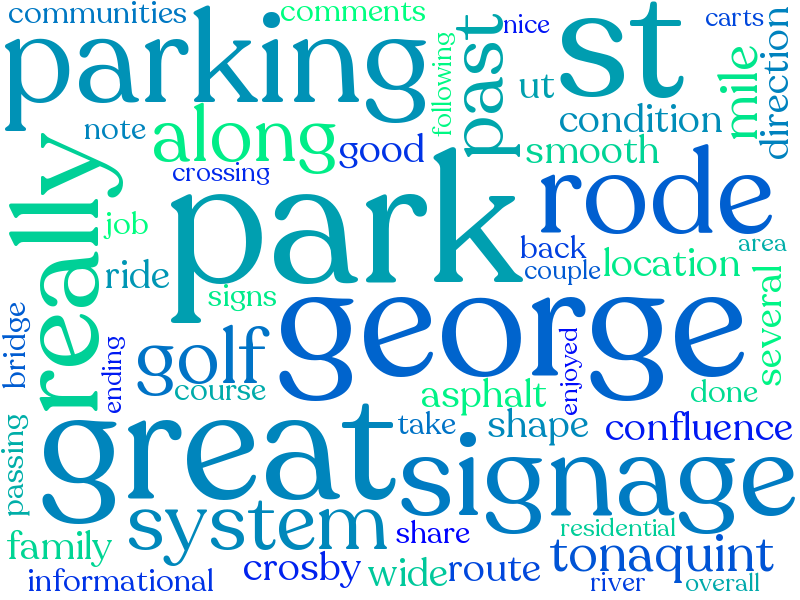 communities
comments
nice
carts
parking
st
past
following
mile
direction
ut
note
along
good
condition
smooth
crossing
really
park
rode
job
back
area
ride
couple
location
signs
george
several
bridge
golf
ending
enjoyed
course
asphalt
done
great
take
shape
confluence
passing
signage
system
share
residential
family
crosby
wide
route
tonaquint
informational
river
overall